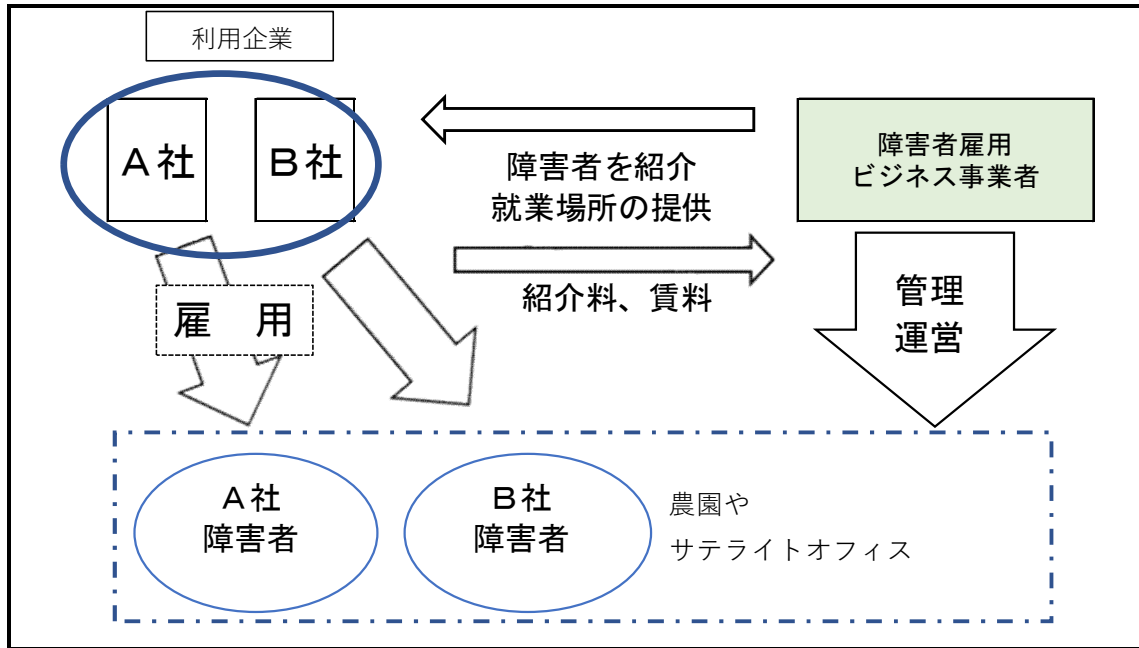 利用企業
A社
B社
障害者を紹介
就業場所の提供
障害者雇用
ビジネス事業者
紹介料、賃料
雇 用
管理
運営
A社
障害者
B社
障害者
農園や
サテライトオフィス